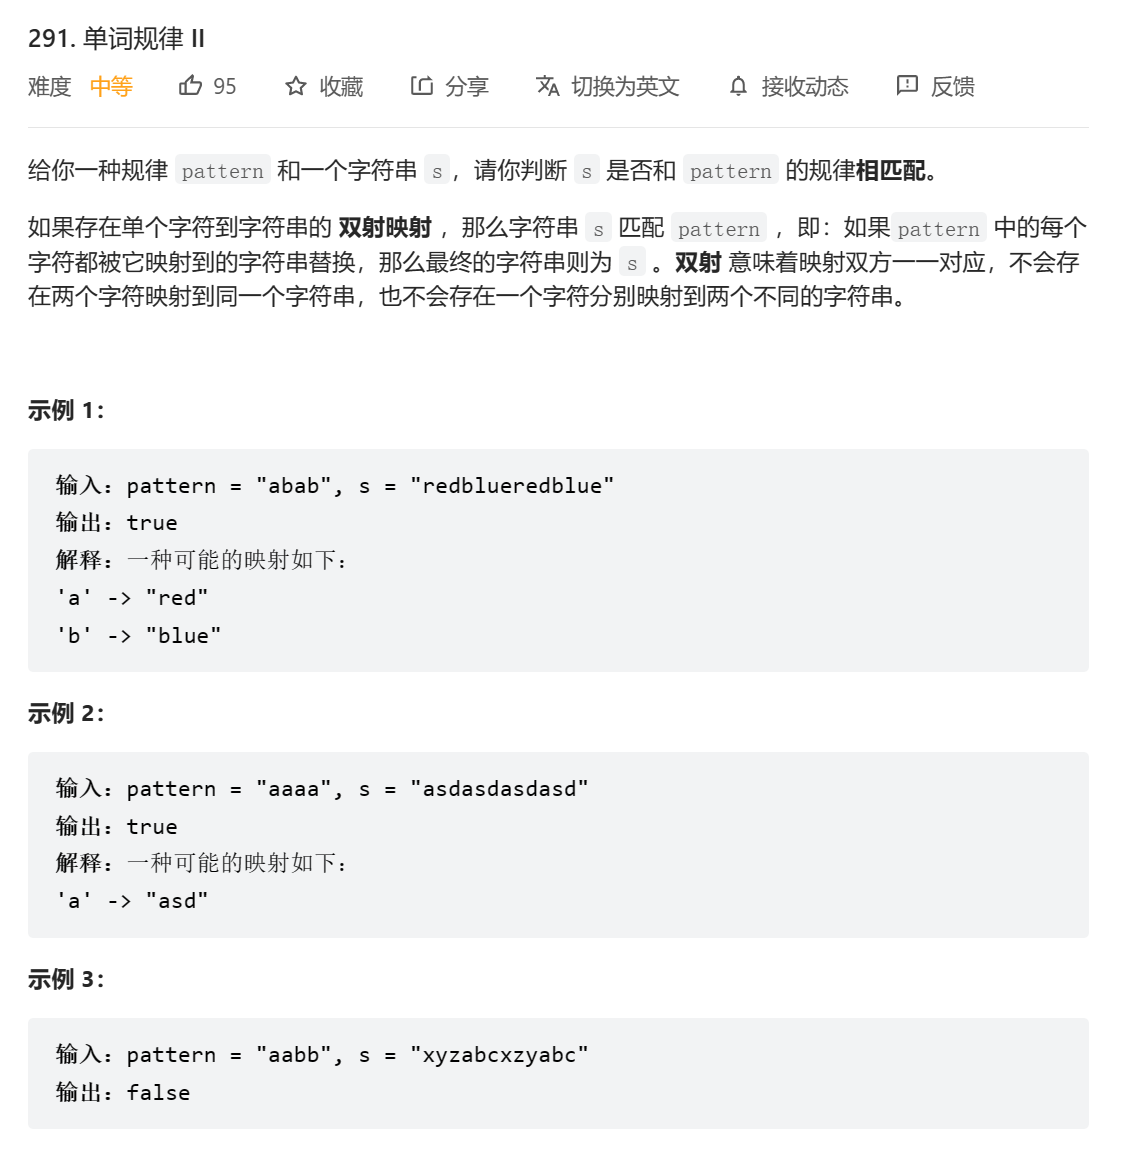 291. 单词规律 II
难度 中等 95 收藏 分享 切换为英文 接收动态 反馈
给你一种规律 pattern 和一个字符串 s，请你判断 s 是否和 pattern 的规律相匹配。
如果存在单个字符到字符串的 双射映射 ，那么字符串 s 匹配 pattern ，即：如果 pattern 中的每个
字符都被它映射到的字符串替换，那么最终的字符串则为 s 。双射 意味着映射双方一一对应，不会存
在两个字符映射到同一个字符串，也不会存在一个字符分别映射到两个不同的字符串。
示例 1：
输入：pattern = "abab", s = "redblueredblue"
输出：true
解释：一种可能的映射如下：
'a' -> "red"
'b' -> "blue"
示例 2：
输入：pattern = "aaaa", s = "asdasdasdasd"
输出：true
解释：一种可能的映射如下：
'a' -> "asd"
示例 3：
输入：pattern = "aabb", s = "xyzabcxzyabc"
输出：false